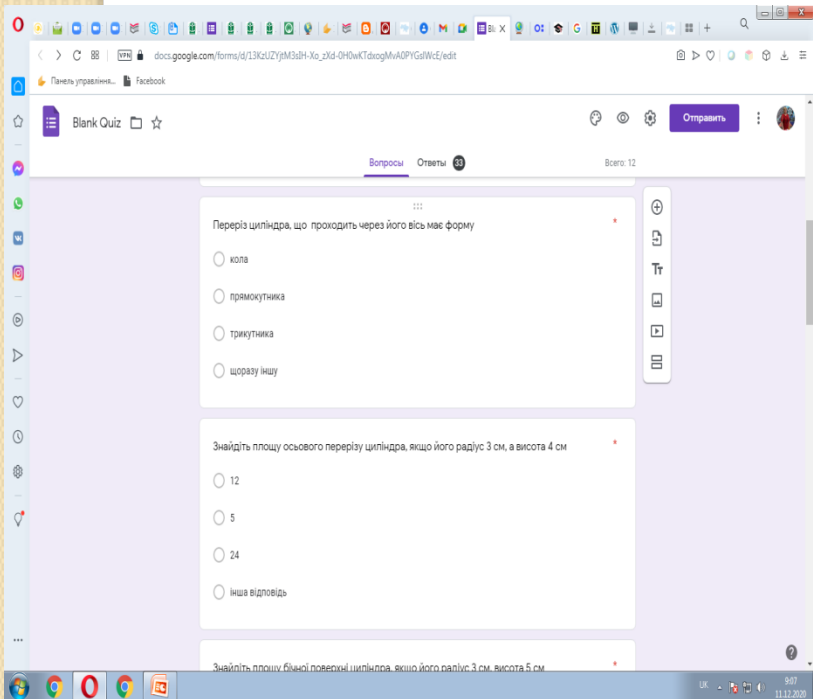 VPN docs.google.com/forms/d/13KzUZYjtM3sIH-Xo_zXd-0H0wKTdxogMvA0PYGsIWcE/edit
Панель управління... Facebook
Blank Quiz
Отправить
Вопросы Ответы 33
Всего: 12
Переріз циліндра, що проходить через його вісь має форму *
кола
прямокутника
трикутника
щоразу іншу
Знайдіть площу осьового перерізу циліндра, якщо його радіус 3 см, а висота 4 см *
12
5
24
інша відповідь
Знайдіть площу бічної поверхні циліндра, якщо його радіус 3 см, висота 5 см *
UK
9:07
11.12.2020